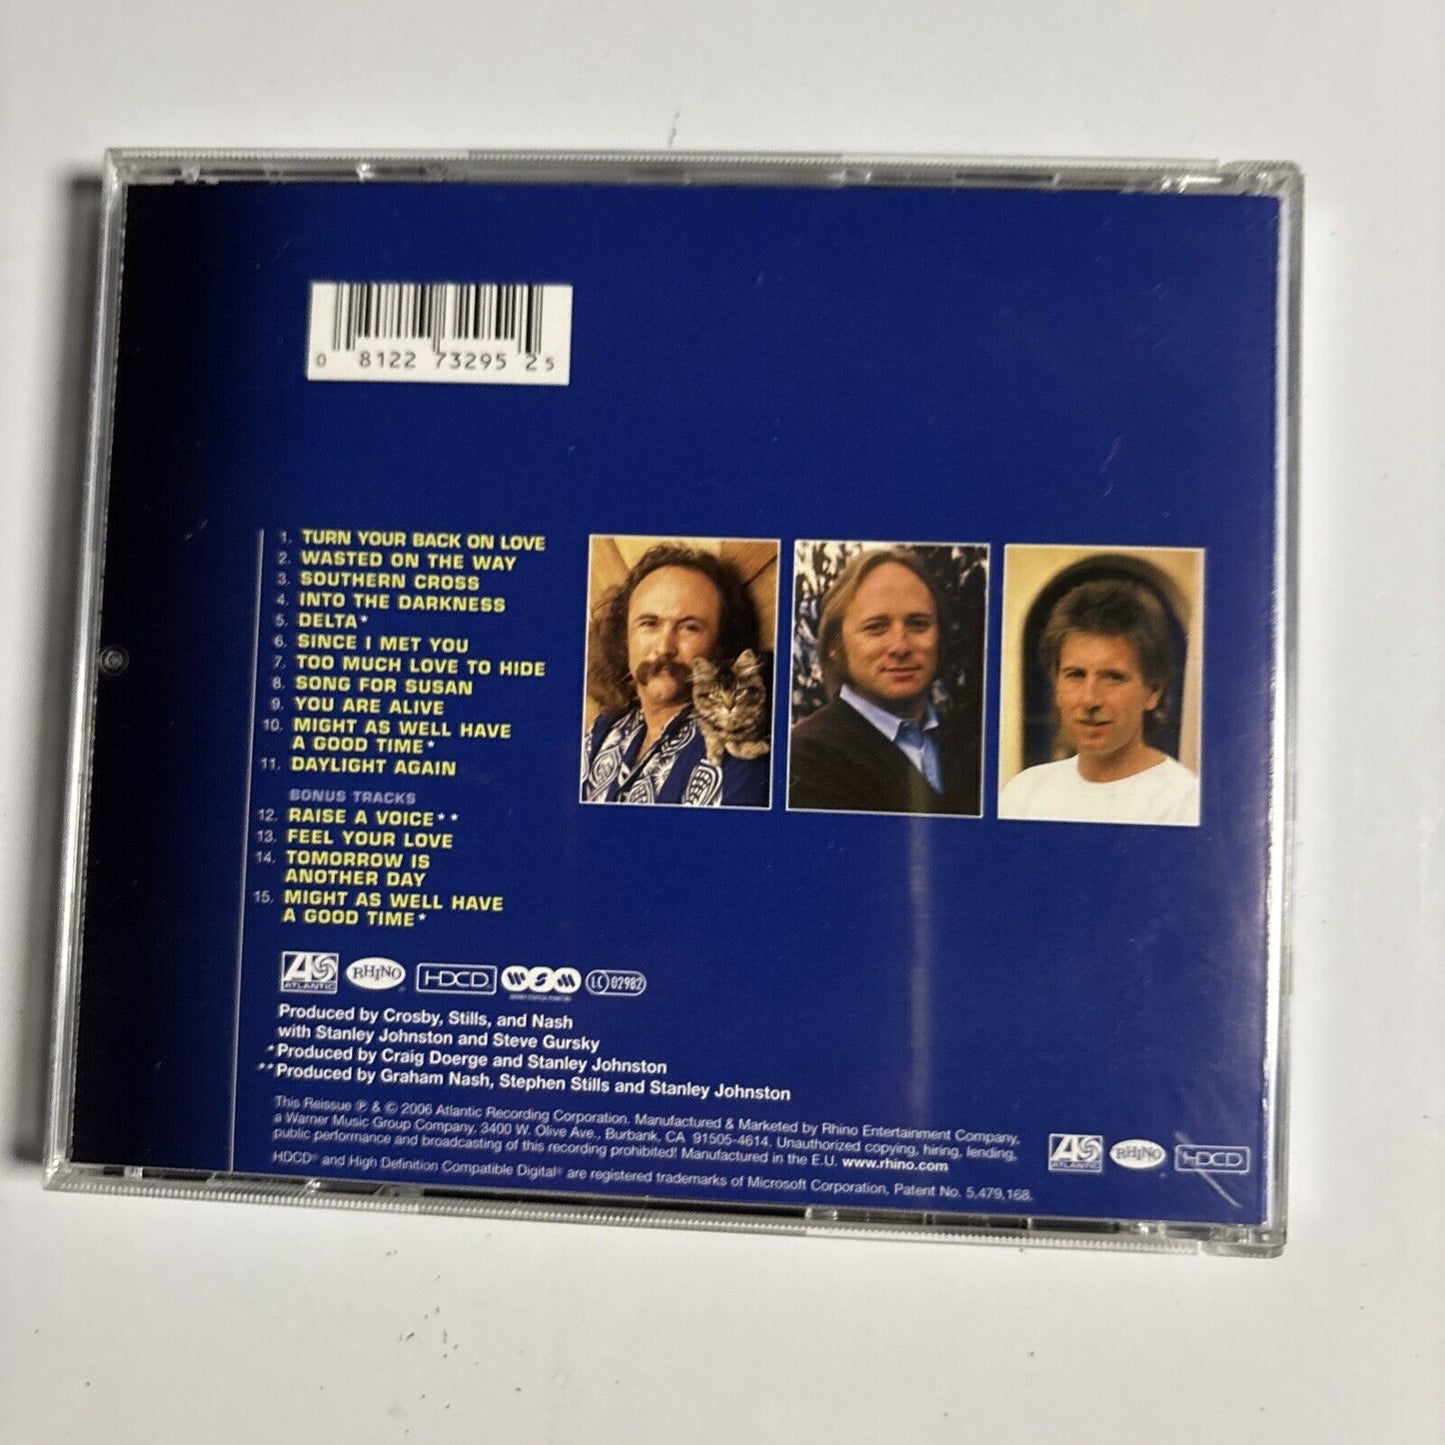 0 8122 73295 2 5
1. TURN YOUR BACK ON LOVE
2. WASTED ON THE WAY
3. SOUTHERN CROSS
4. INTO THE DARKNESS
5. DELTA*
6. SINCE I MET YOU
7. TOO MUCH LOVE TO HIDE
8. SONG FOR SUSAN
9. YOU ARE ALIVE
10. MIGHT AS WELL HAVE
A GOOD TIME*
11. DAYLIGHT AGAIN
BONUS TRACKS
12. RAISE A VOICE**
13. FEEL YOUR LOVE
14. TOMORROW IS
ANOTHER DAY
15. MIGHT AS WELL HAVE
A GOOD TIME*
ATLANTIC RHINO HDCD WSM LC 02982
Produced by Crosby, Stills, and Nash
with Stanley Johnston and Steve Gursky
*Produced by Craig Doerge and Stanley Johnston
**Produced by Graham Nash, Stephen Stills and Stanley Johnston
This Reissue ℗ & © 2006 Atlantic Recording Corporation. Manufactured & Marketed by Rhino Entertainment Company,
a Warner Music Group Company, 3400 W. Olive Ave., Burbank, CA 91505-4614. Unauthorized copying, hiring, lending,
public performance and broadcasting of this recording prohibited! Manufactured in the E.U. www.rhino.com
HDCD® and High Definition Compatible Digital® are registered trademarks of Microsoft Corporation, Patent No. 5,479,168.
ATLANTIC RHINO HDCD